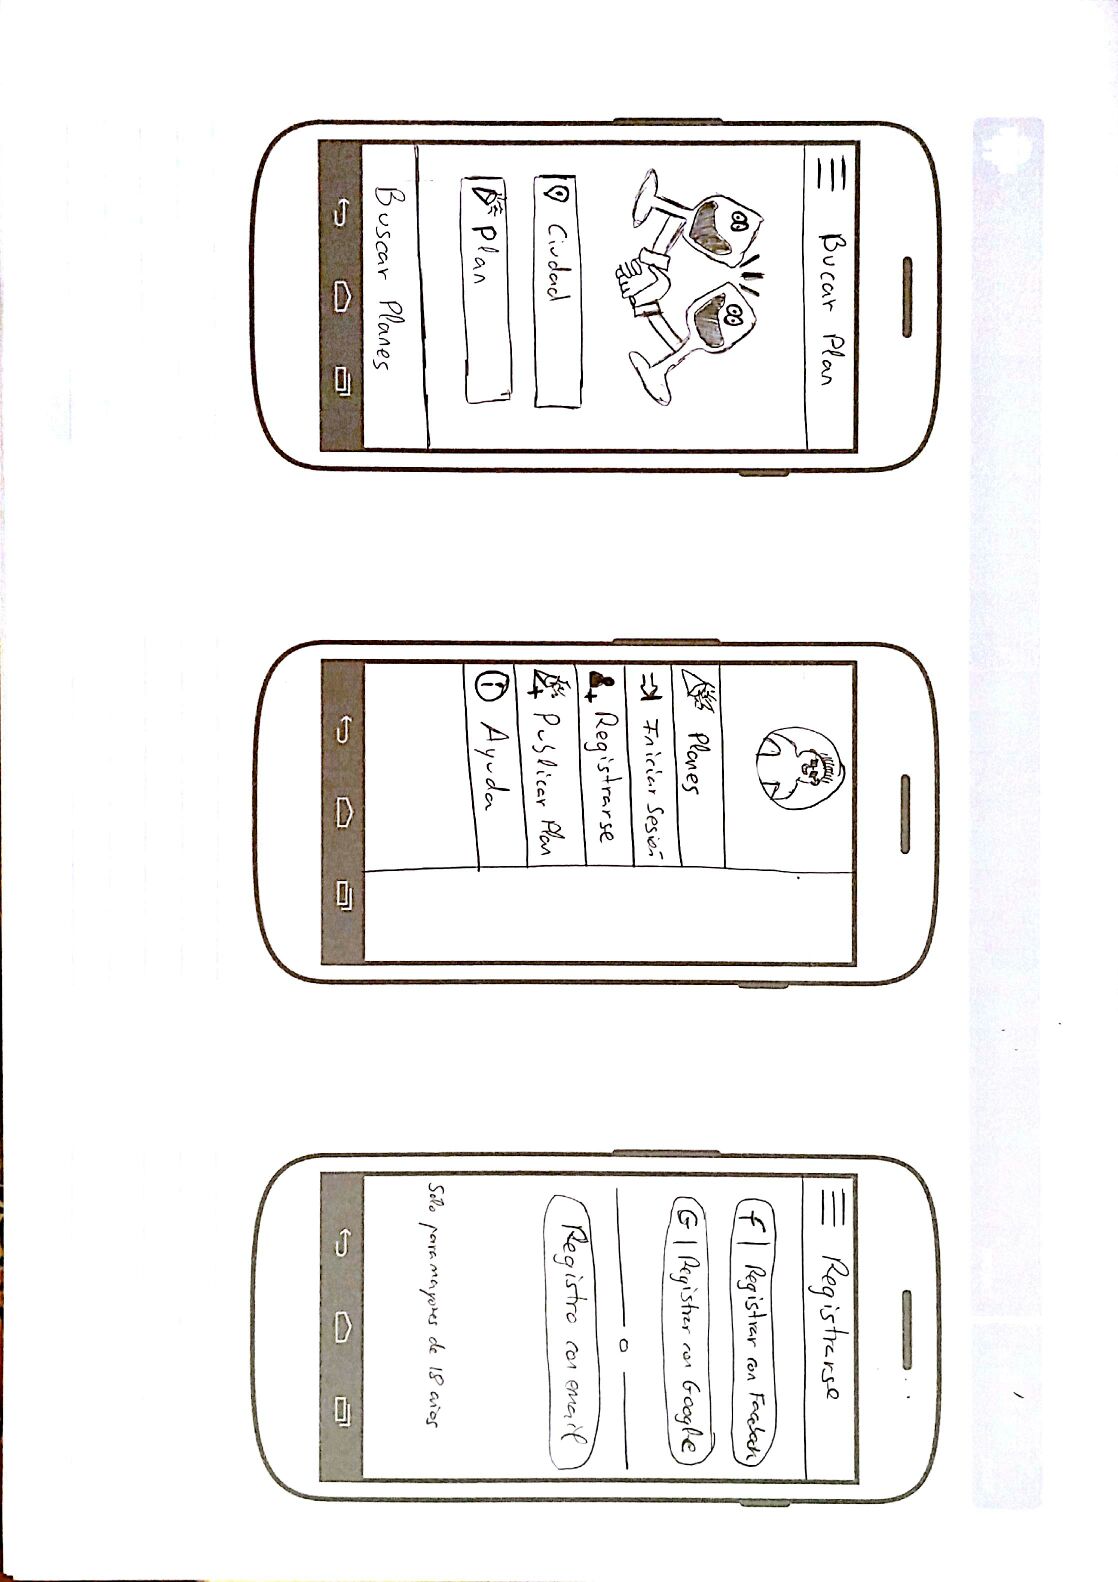 Bucar Plan
Ciudad
Plan
Buscar Planes
Planes
Iniciar Sesión
Registrarse
Publicar Plan
Ayuda
Registrarse
f | Registrar con Facebook
G | Registrar con Google
o
Registro con email
Sólo para mayores de 18 años